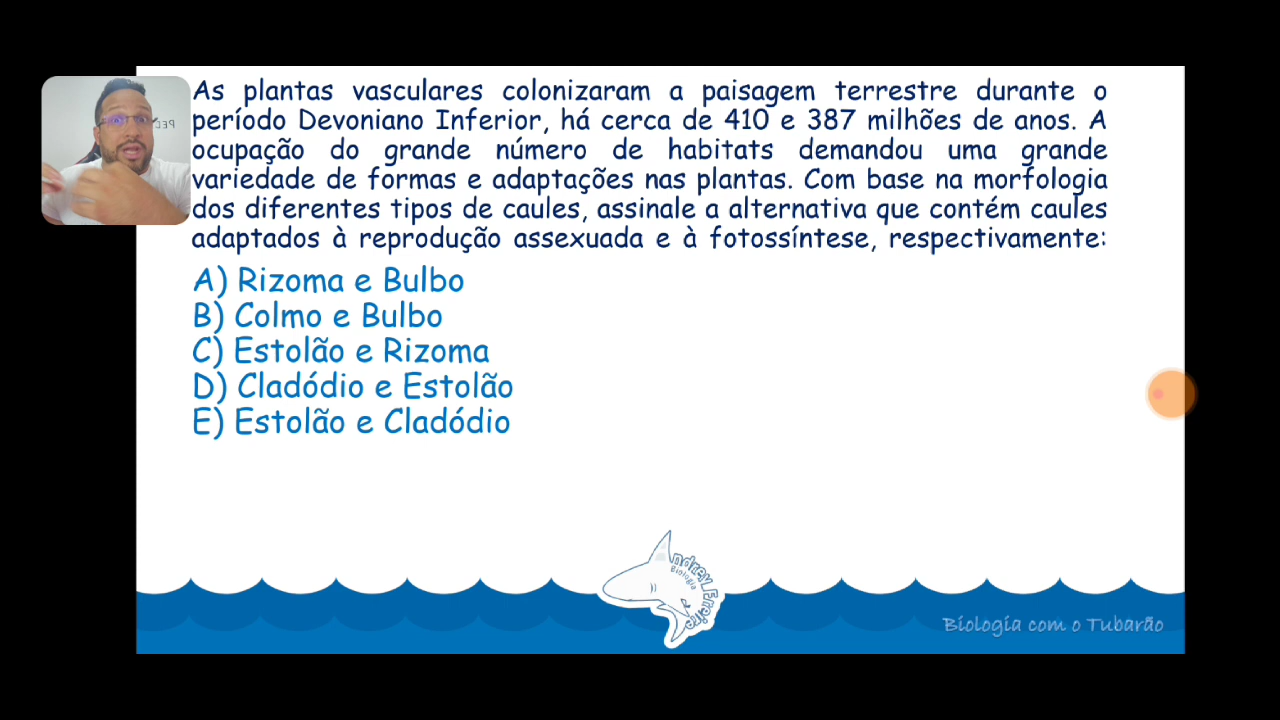 As plantas vasculares colonizaram a paisagem terrestre durante o
período Devoniano Inferior, há cerca de 410 e 387 milhões de anos. A
ocupação do grande número de habitats demandou uma grande
variedade de formas e adaptações nas plantas. Com base na morfologia
dos diferentes tipos de caules, assinale a alternativa que contém caules
adaptados à reprodução assexuada e à fotossíntese, respectivamente:
A) Rizoma e Bulbo
B) Colmo e Bulbo
C) Estolão e Rizoma
D) Cladódio e Estolão
E) Estolão e Cladódio
Biologia
Biologia com o Tubarão